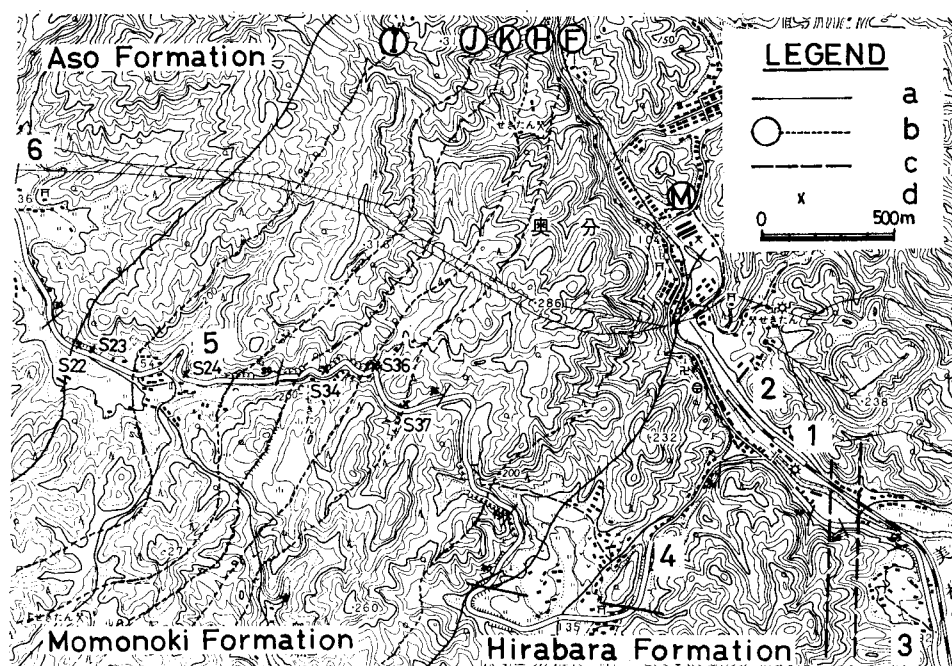 Aso Formation
I J K H F
LEGEND
a
b
c
x d
0 500m
M
6
奥分
316
286
S23
S22
5
S24
S34
S36
S37
2
1
238
232
200
4
260
135
3
Momonoki Formation
Hirabara Formation